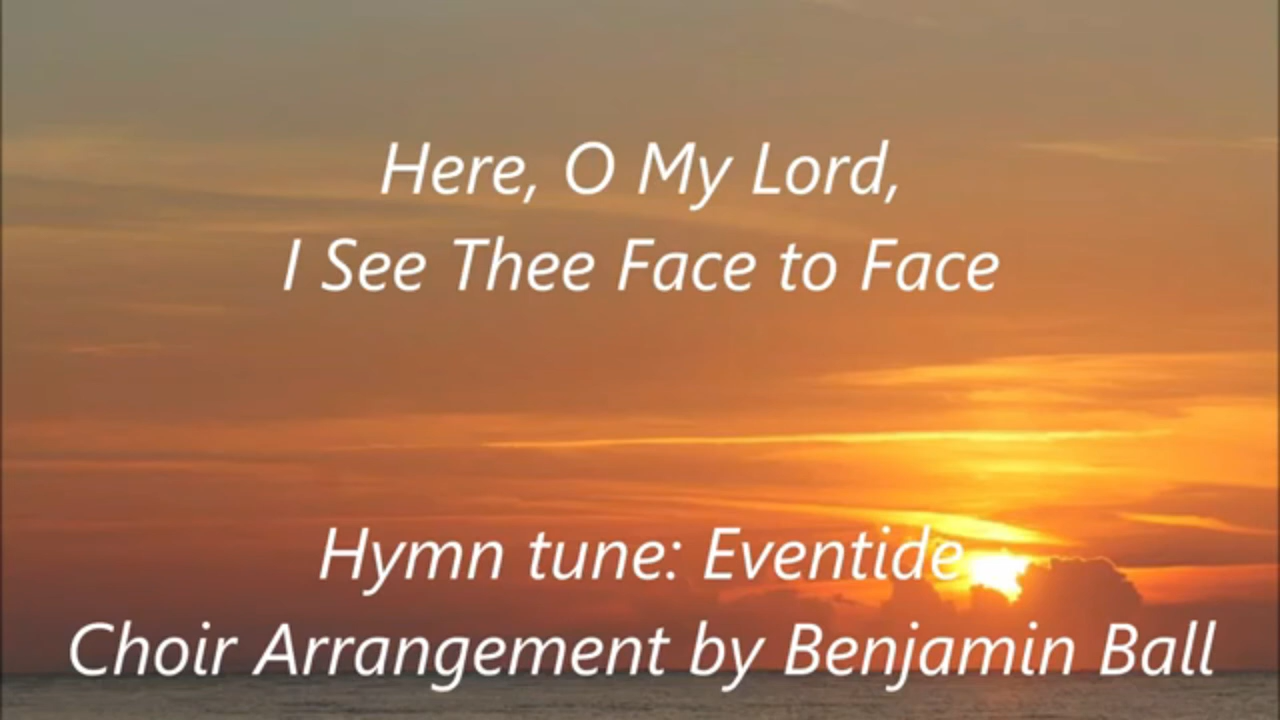 Here, O My Lord,
I See Thee Face to Face
Hymn tune: Eventide
Choir Arrangement by Benjamin Ball